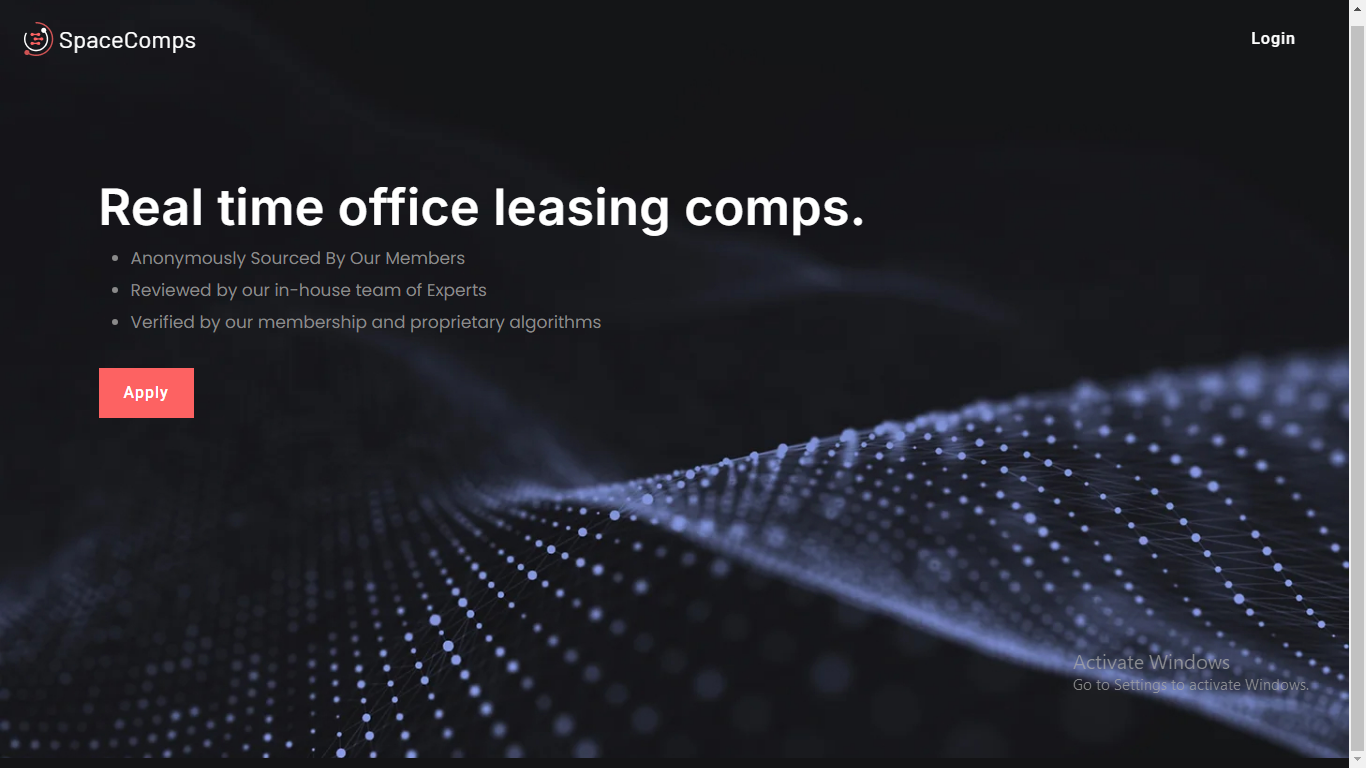 SpaceComps
Login
Real time office leasing comps.
Anonymously Sourced By Our Members
Reviewed by our in-house team of Experts
Verified by our membership and proprietary algorithms
Apply
Activate Windows
Go to Settings to activate Windows.